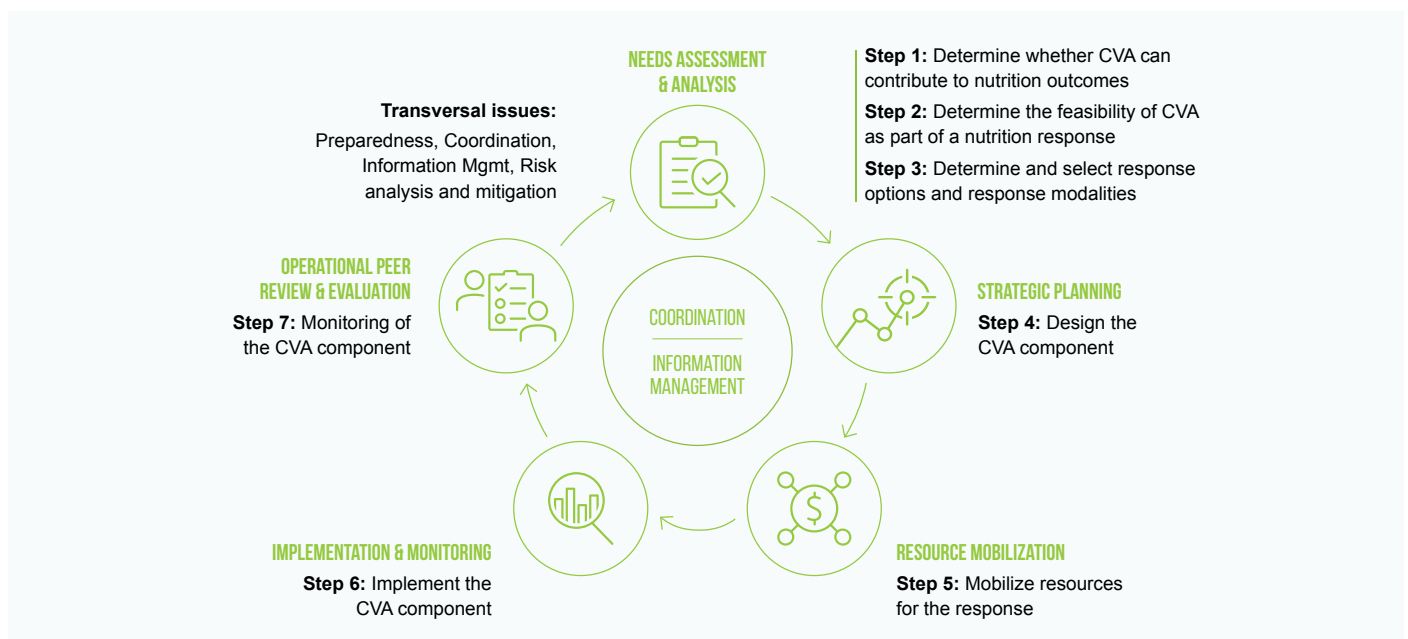 NEEDS ASSESSMENT
& ANALYSIS
Step 1: Determine whether CVA can
contribute to nutrition outcomes
Step 2: Determine the feasibility of CVA
as part of a nutrition response
Step 3: Determine and select response
options and response modalities
Transversal issues:
Preparedness, Coordination,
Information Mgmt, Risk
analysis and mitigation
OPERATIONAL PEER
REVIEW & EVALUATION
Step 7: Monitoring of
the CVA component
COORDINATION
INFORMATION
MANAGEMENT
STRATEGIC PLANNING
Step 4: Design the
CVA component
$
IMPLEMENTATION & MONITORING
Step 6: Implement the
CVA component
RESOURCE MOBILIZATION
Step 5: Mobilize resources
for the response